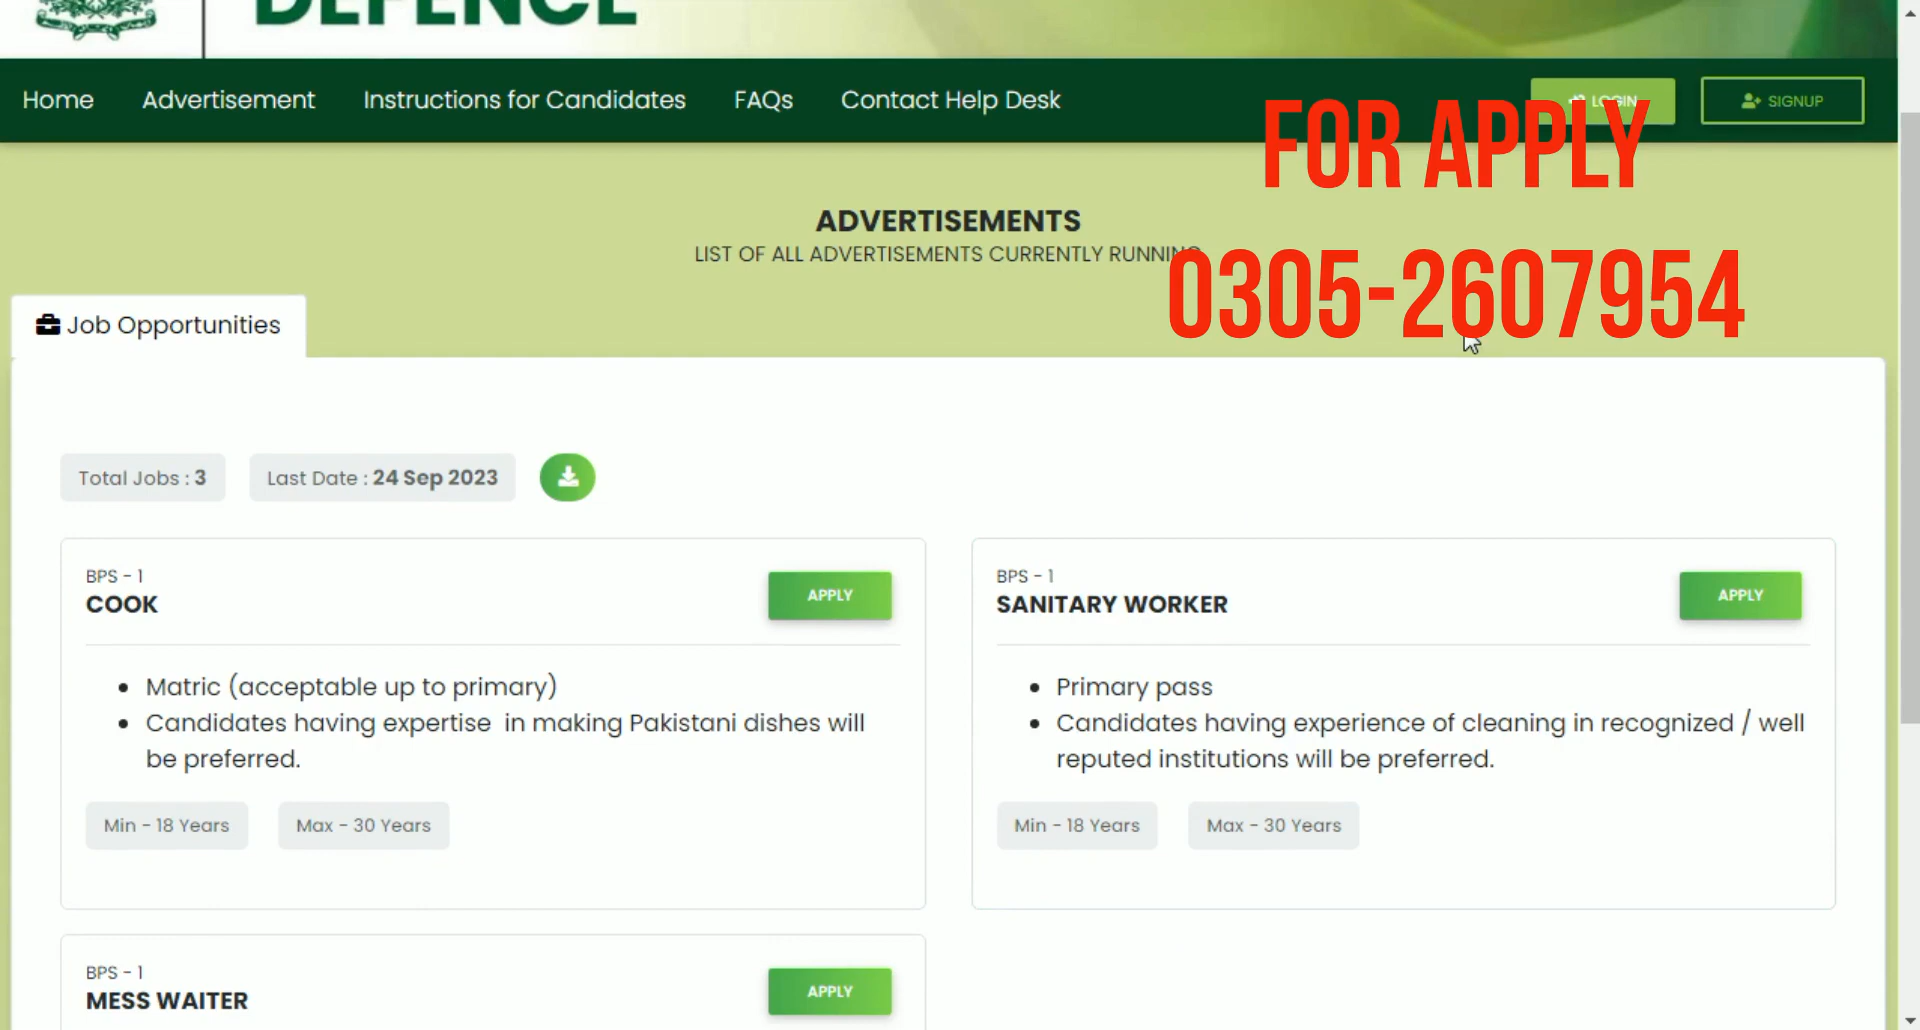 DEFENCE
Home Advertisement Instructions for Candidates FAQs Contact Help Desk LOGIN SIGNUP
FOR APPLY
0305-2607954
ADVERTISEMENTS
LIST OF ALL ADVERTISEMENTS CURRENTLY RUNNING
Job Opportunities
Total Jobs : 3 Last Date : 24 Sep 2023
BPS - 1
COOK
APPLY
Matric (acceptable up to primary)
Candidates having expertise in making Pakistani dishes will
be preferred.
Min - 18 Years Max - 30 Years
BPS - 1
SANITARY WORKER
APPLY
Primary pass
Candidates having experience of cleaning in recognized / well
reputed institutions will be preferred.
Min - 18 Years Max - 30 Years
BPS - 1
MESS WAITER
APPLY